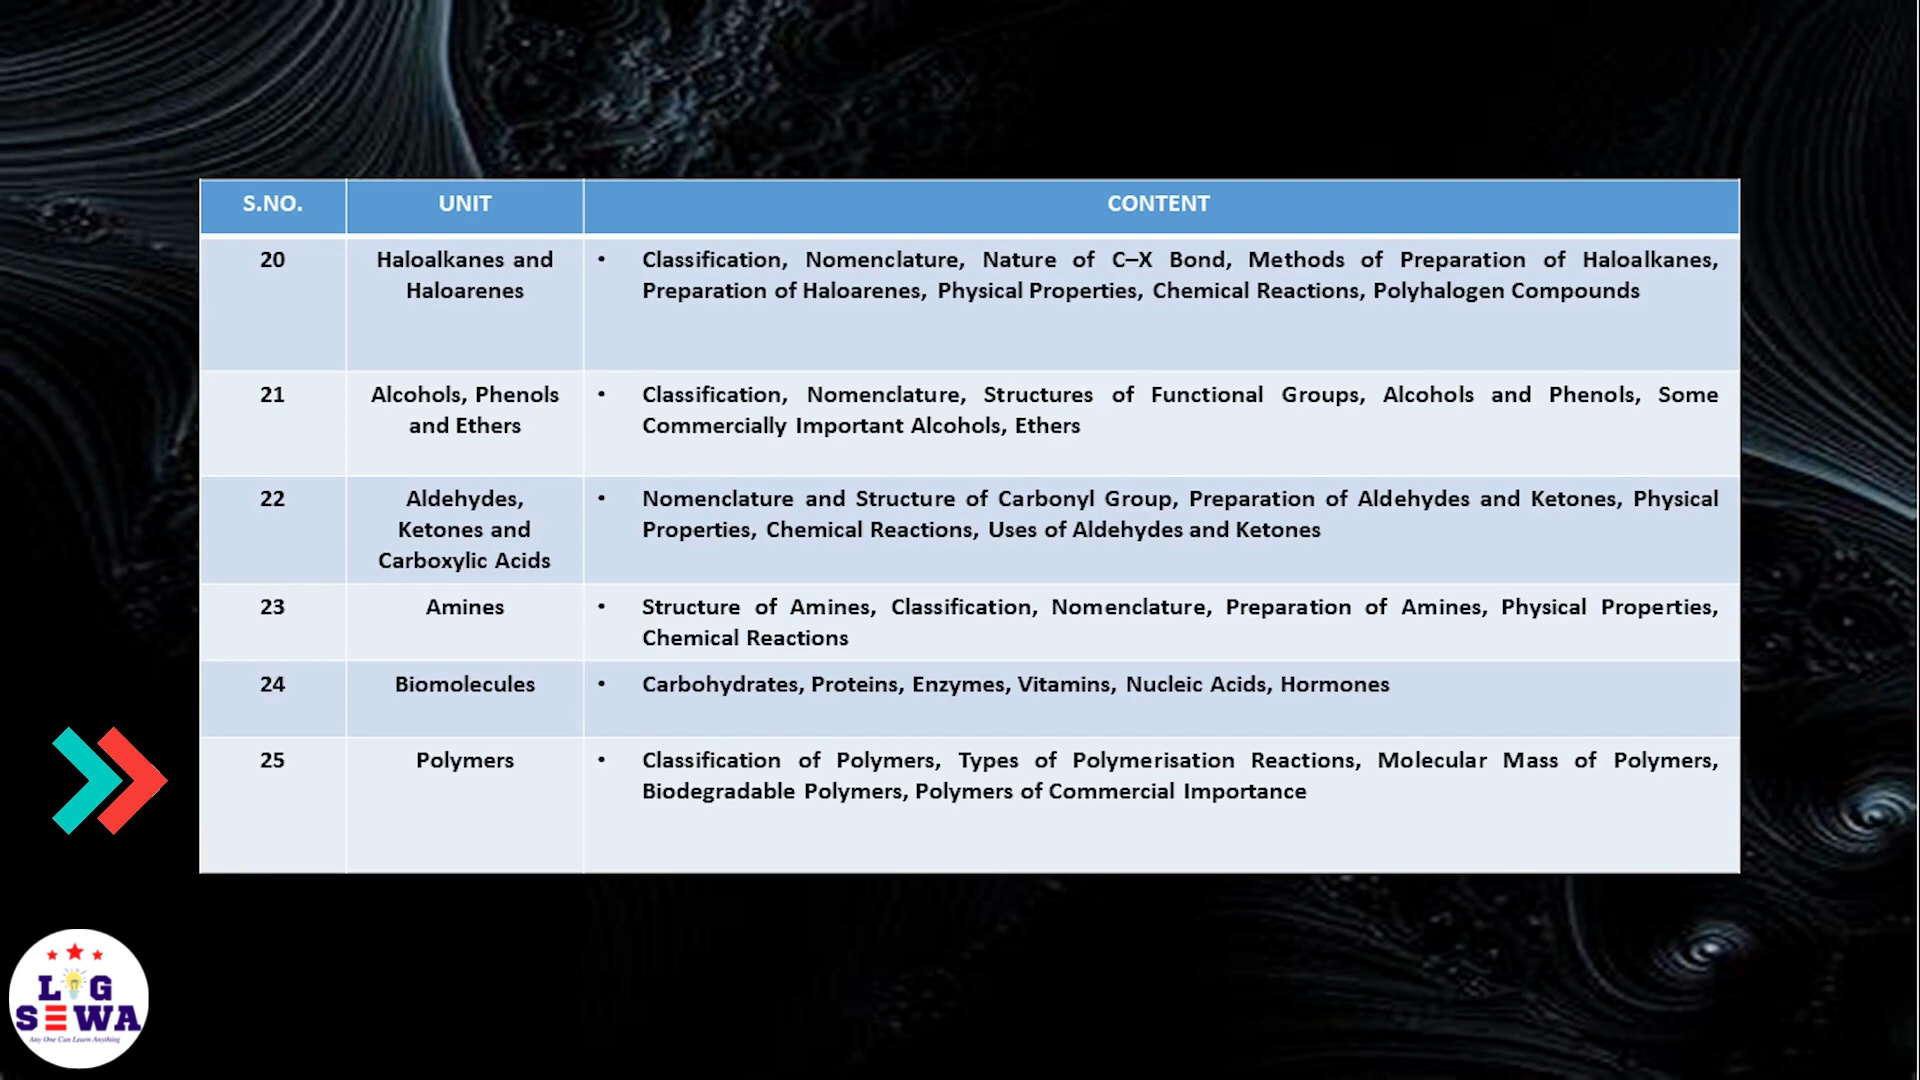 S.NO. UNIT CONTENT
20 Haloalkanes and • Classification, Nomenclature, Nature of C–X Bond, Methods of Preparation of Haloalkanes,
Haloarenes Preparation of Haloarenes, Physical Properties, Chemical Reactions, Polyhalogen Compounds
21 Alcohols, Phenols • Classification, Nomenclature, Structures of Functional Groups, Alcohols and Phenols, Some
and Ethers Commercially Important Alcohols, Ethers
22 Aldehydes, • Nomenclature and Structure of Carbonyl Group, Preparation of Aldehydes and Ketones, Physical
Ketones and Properties, Chemical Reactions, Uses of Aldehydes and Ketones
Carboxylic Acids
23 Amines • Structure of Amines, Classification, Nomenclature, Preparation of Amines, Physical Properties,
Chemical Reactions
24 Biomolecules • Carbohydrates, Proteins, Enzymes, Vitamins, Nucleic Acids, Hormones
25 Polymers • Classification of Polymers, Types of Polymerisation Reactions, Molecular Mass of Polymers,
Biodegradable Polymers, Polymers of Commercial Importance
L G
SEWA
Any One Can Learn Anything